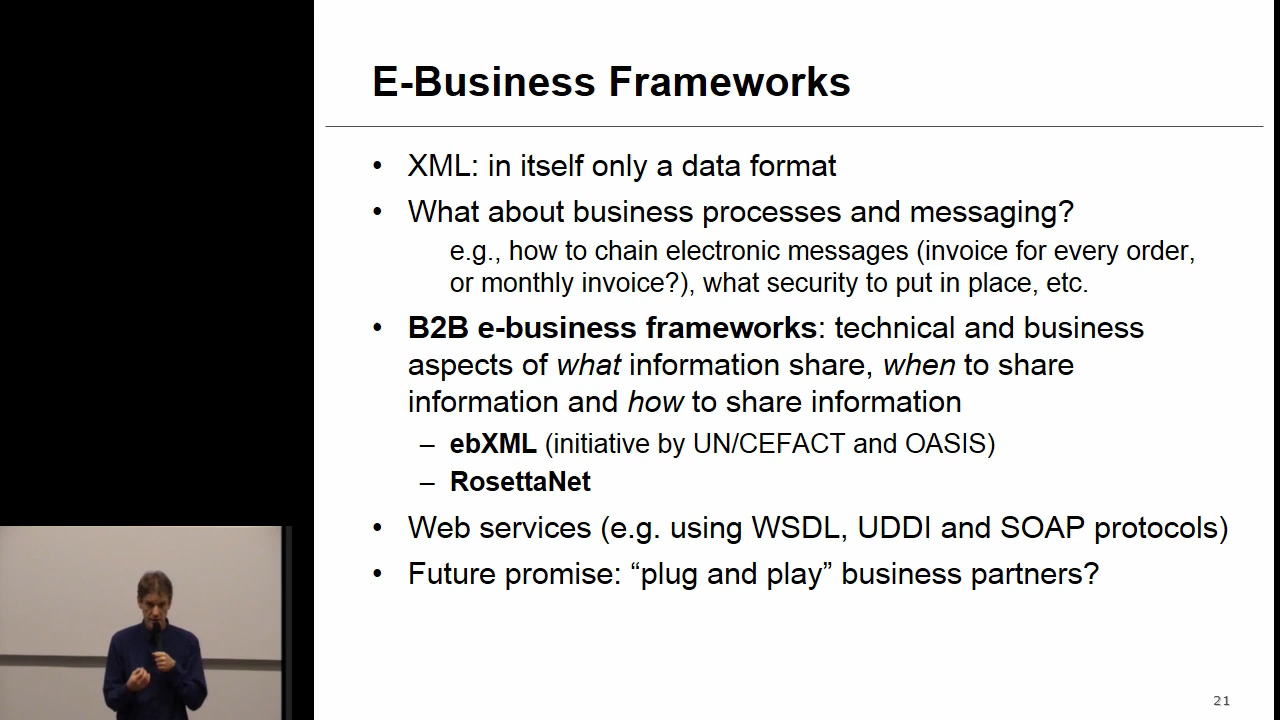 E-Business Frameworks
• XML: in itself only a data format
• What about business processes and messaging?
e.g., how to chain electronic messages (invoice for every order,
or monthly invoice?), what security to put in place, etc.
• B2B e-business frameworks: technical and business
aspects of what information share, when to share
information and how to share information
– ebXML (initiative by UN/CEFACT and OASIS)
– RosettaNet
• Web services (e.g. using WSDL, UDDI and SOAP protocols)
• Future promise: “plug and play” business partners?
21